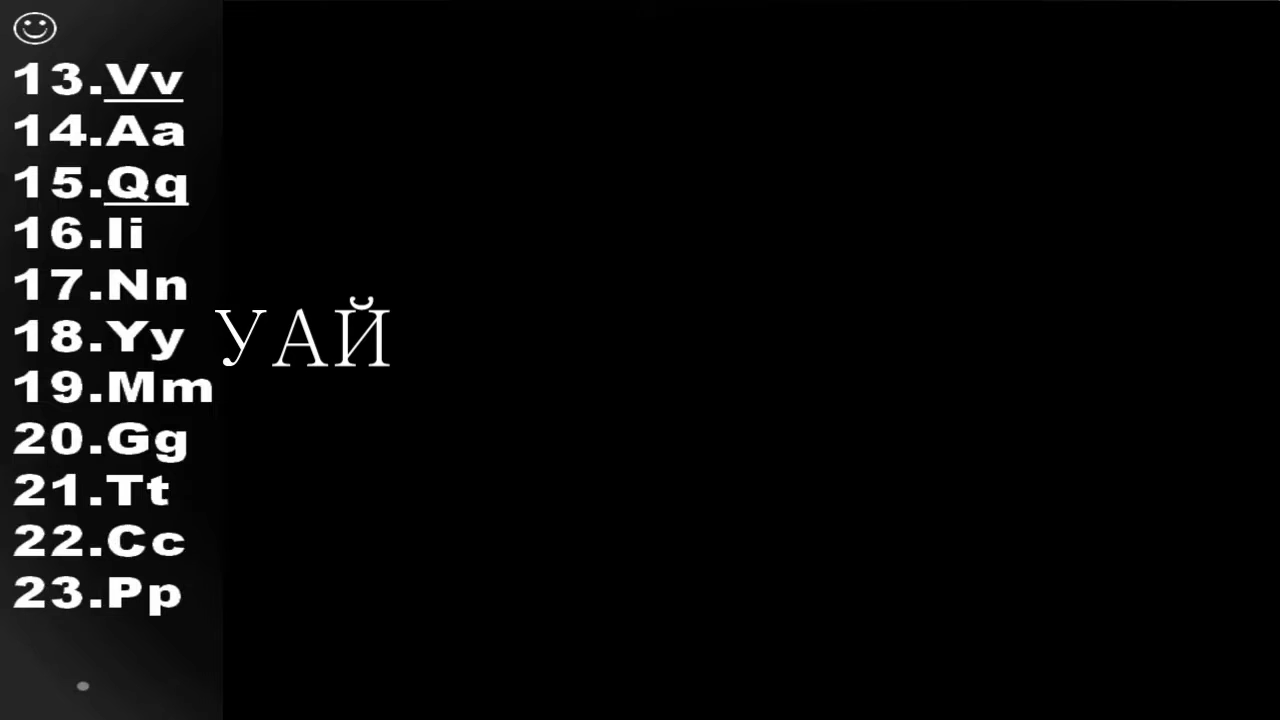 13.Vv
14.Aa
15.Qq
16.Ii
17.Nn
18.Yy УАЙ
19.Mm
20.Gg
21.Tt
22.Cc
23.Pp